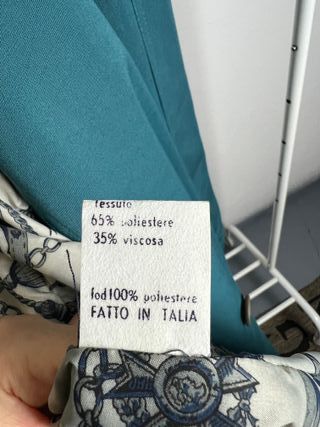 Tessuto
65% poliestere
35% viscosa
fod100% poliestere
FATTO IN TALIA